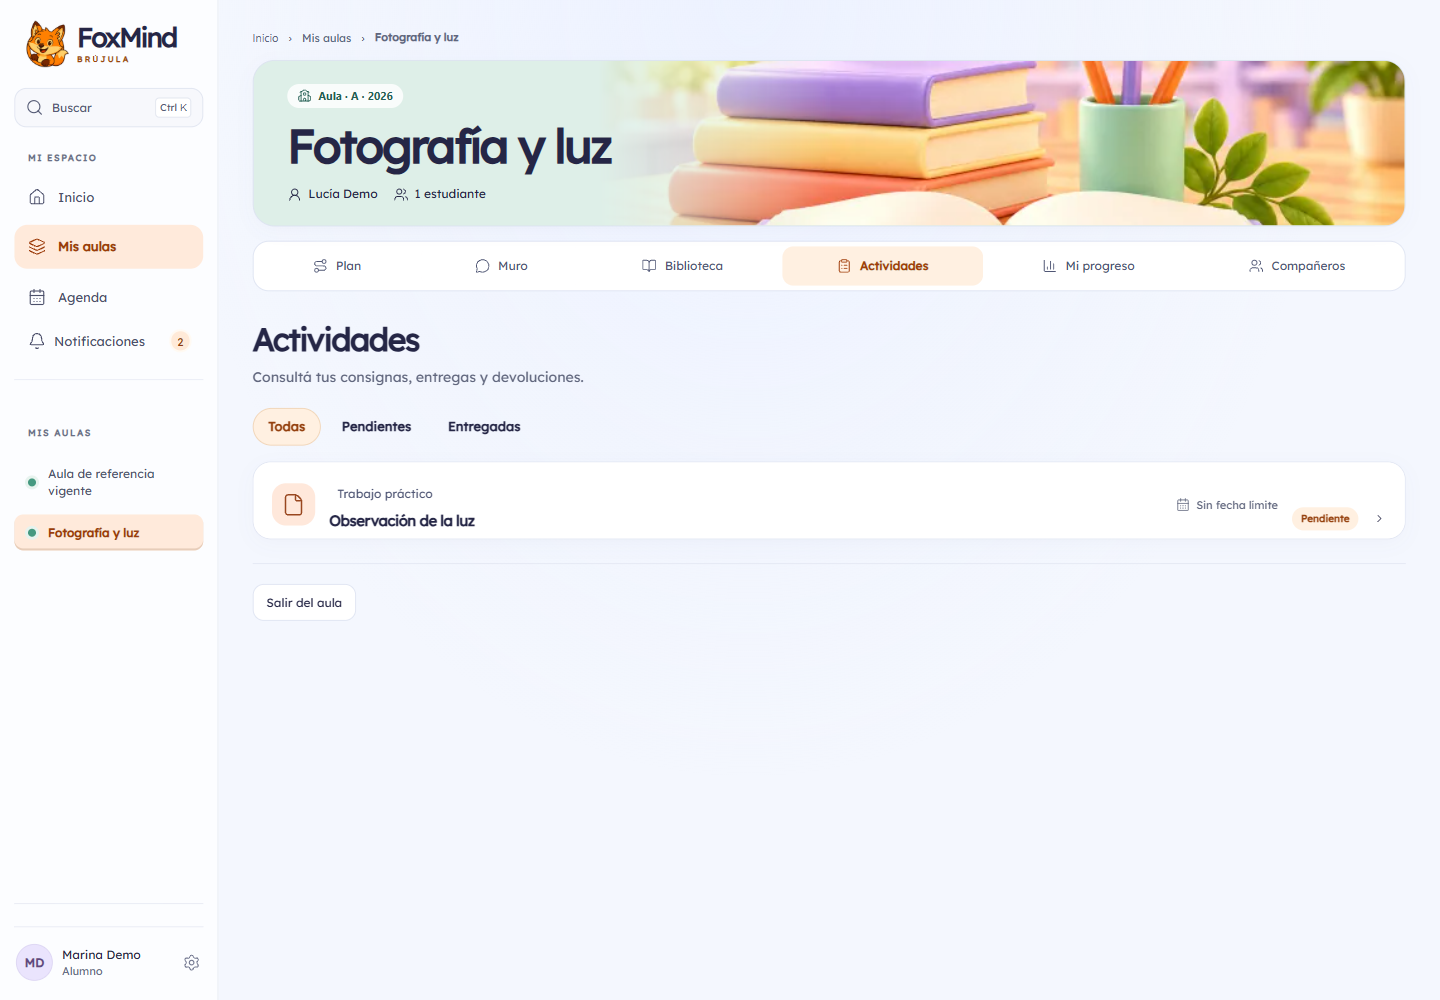 FoxMind
BRÚJULA
Buscar
Ctrl K
MI ESPACIO
Inicio
Mis aulas
Agenda
Notificaciones
2
MIS AULAS
Aula de referencia
vigente
Fotografía y luz
MD
Marina Demo
Alumno
Inicio › Mis aulas › Fotografía y luz
Aula · A · 2026
Fotografía y luz
Lucía Demo
1 estudiante
Plan
Muro
Biblioteca
Actividades
Mi progreso
Compañeros
Actividades
Consultá tus consignas, entregas y devoluciones.
Todas
Pendientes
Entregadas
Trabajo práctico
Observación de la luz
Sin fecha límite
Pendiente
Salir del aula